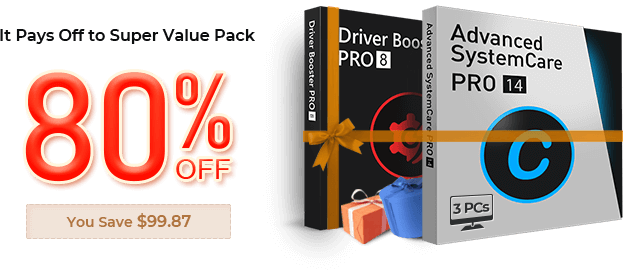 It Pays Off to Super Value Pack
80%
OFF
You Save $99.87
Driver Booster PRO 8
Driver Boo
PRO 8
Advanced SystemCare PRO 14
Advanced
SystemCare
PRO 14
C
3 PCs